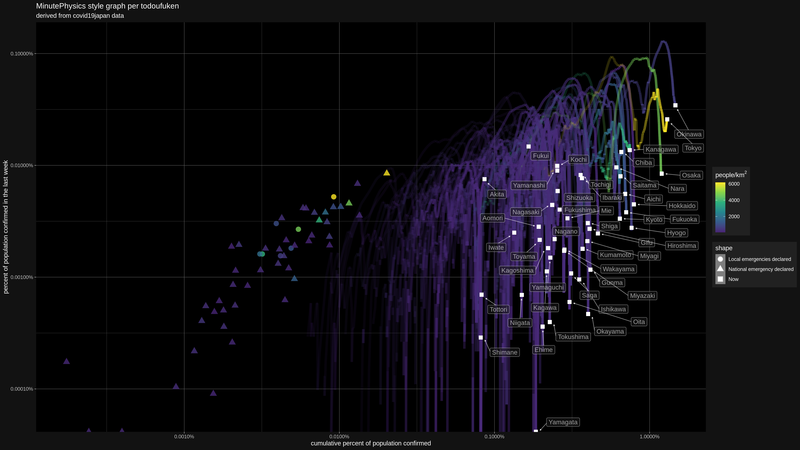 MinutePhysics style graph per todoufuken
derived from covid19japan data
0.10000%
0.01000%
0.00100%
0.00010%
percent of population confirmed in the last week
0.0010%
0.0100%
0.1000%
1.0000%
cumulative percent of population confirmed
Okinawa
Tokyo
Kanagawa
Chiba
Osaka
Fukui
Kochi
Yamanashi
Akita
Tochigi
Saitama
Nara
Shizuoka
Ibaraki
Aichi
Hokkaido
Nagasaki
Fukushima
Mie
Aomori
Kyoto
Fukuoka
Shiga
Nagano
Hyogo
Iwate
Gifu
Hiroshima
Toyama
Kumamoto
Miyagi
Kagoshima
Wakayama
Gunma
Yamaguchi
Saga
Miyazaki
Tottori
Kagawa
Ishikawa
Niigata
Oita
Tokushima
Okayama
Shimane
Ehime
Yamagata
people/km²
6000
4000
2000
shape
Local emergencies declared
National emergency declared
Now